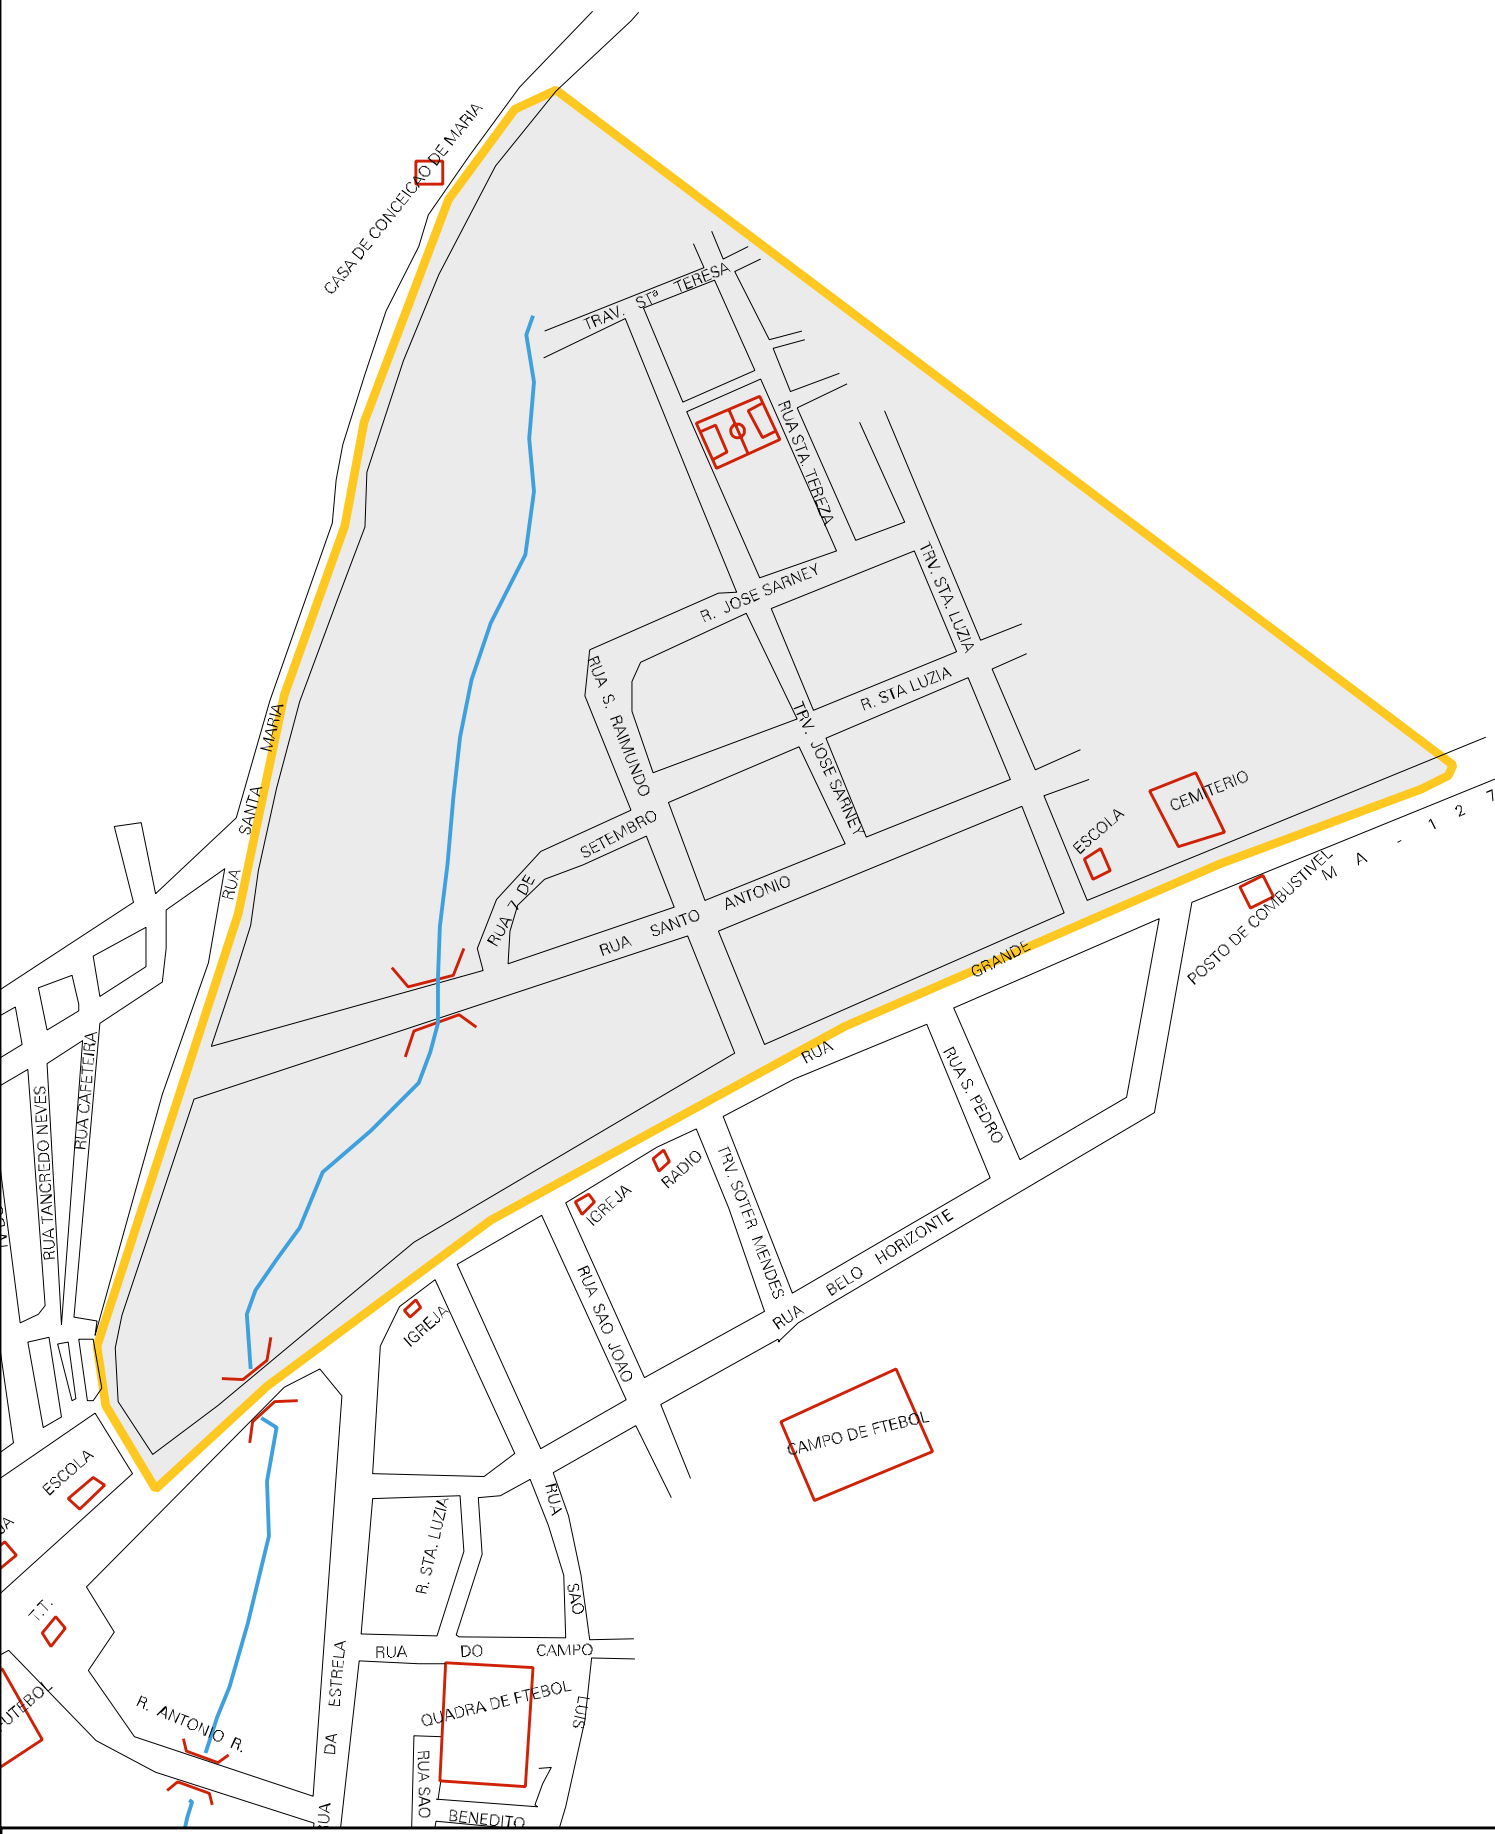 CASA DE CONCEICAO DE MARIA
TRAV. STª TERESA
RUA STA. TEREZA
R. JOSE SARNEY
TRV. STA. LUZIA
RUA S. RAIMUNDO
R. STA LUZIA
TRV. JOSE SARNEY
RUA SANTA MARIA
RUA 7 DE SETEMBRO
RUA SANTO ANTONIO
ESCOLA
CEMITERIO
MA - 127
POSTO DE COMBUSTIVEL
RUA GRANDE
RUA CAFETEIRA
RUA TANCREDO NEVES
RUA S. PEDRO
TRV. SOTER MENDES
RADIO
IGREJA
RUA BELO HORIZONTE
RUA SAO JOAO
IGREJA
CAMPO DE FTEBOL
ESCOLA
R. STA. LUZIA
RUA SAO LUIS
T.T.
RUA DO CAMPO
RUA DA ESTRELA
QUADRA DE FTEBOL
R. ANTONIO R.
RUA SAO BENEDITO